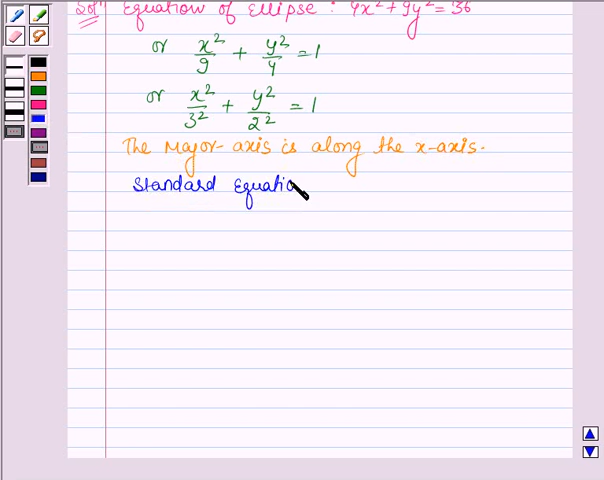 Solⁿ Equation of Ellipse : 4x² + 9y² = 36
or x²/9 + y²/4 = 1
or x²/3² + y²/2² = 1
The Major-axis is along the x-axis.
Standard Equatio